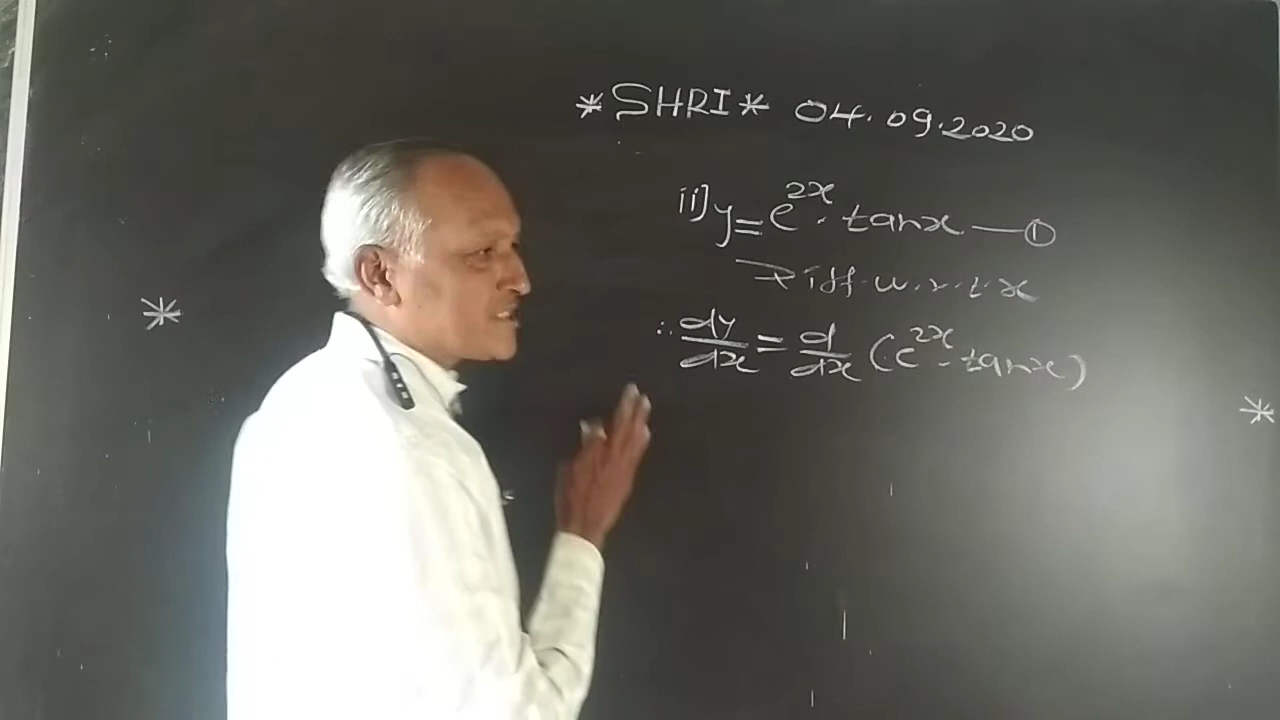 *SHRI* 04.09.2020
ii] y = e^{2x} · tanx — ①
Diff. w.r.t. x
∴ dy/dx = d/dx (e^{2x} · tanx)